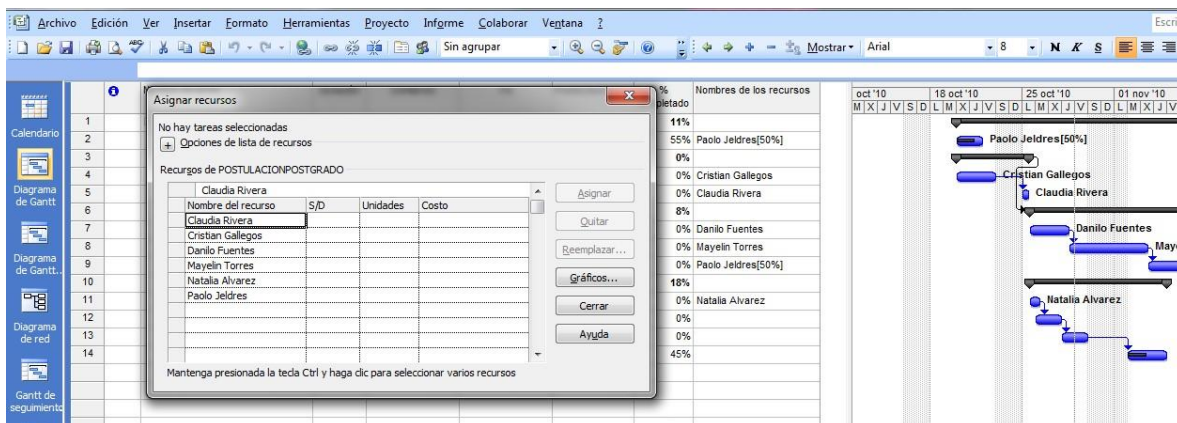 Archivo Edición Ver Insertar Formato Herramientas Proyecto Informe Colaborar Ventana ?
Sin agrupar Mostrar Arial 8 N K S
Calendario
Diagrama de Gantt
Diagrama de Gantt..
Diagrama de red
Gantt de seguimiento
Asignar recursos
No hay tareas seleccionadas
+ Opciones de lista de recursos
Recursos de POSTULACIONPOSTGRADO
Claudia Rivera
Nombre del recurso S/D Unidades Costo
Claudia Rivera
Cristian Gallegos
Danilo Fuentes
Mayelin Torres
Natalia Alvarez
Paolo Jeldres
Asignar
Quitar
Reemplazar...
Gráficos...
Cerrar
Ayuda
Mantenga presionada la tecla Ctrl y haga clic para seleccionar varios recursos
% Nombres de los recursos
1 11%
2 55% Paolo Jeldres[50%]
3 0%
4 0% Cristian Gallegos
5 0% Claudia Rivera
6 8%
7 0% Danilo Fuentes
8 0% Mayelin Torres
9 0% Paolo Jeldres[50%]
10 18%
11 0% Natalia Alvarez
12 0%
13 0%
14 45%
oct '10 18 oct '10 25 oct '10 01 nov '10
M X J V S D L M X J V S D L M X J V S D L M X J V
Paolo Jeldres[50%]
Cristian Gallegos
Claudia Rivera
Danilo Fuentes
Natalia Alvarez